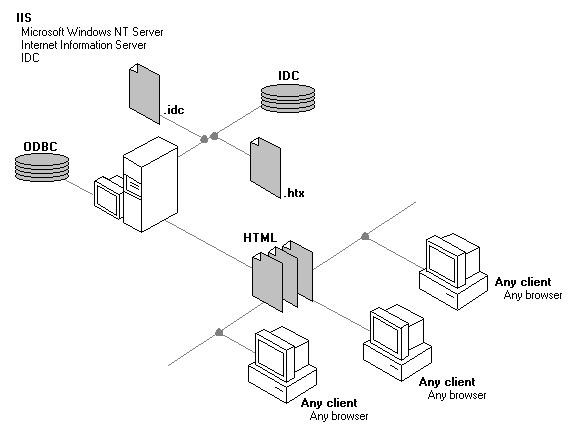 IIS
Microsoft Windows NT Server
Internet Information Server
IDC
IDC
.idc
ODBC
.htx
HTML
Any client
Any browser
Any client
Any browser
Any client
Any browser